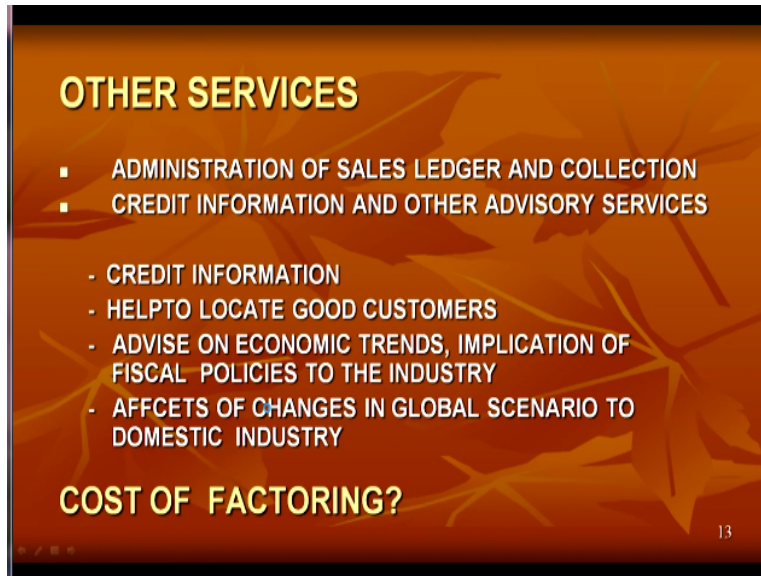 OTHER SERVICES
▪ ADMINISTRATION OF SALES LEDGER AND COLLECTION
▪ CREDIT INFORMATION AND OTHER ADVISORY SERVICES
- CREDIT INFORMATION
- HELPTO LOCATE GOOD CUSTOMERS
- ADVISE ON ECONOMIC TRENDS, IMPLICATION OF
FISCAL POLICIES TO THE INDUSTRY
- AFFCETS OF CHANGES IN GLOBAL SCENARIO TO
DOMESTIC INDUSTRY
COST OF FACTORING?
13